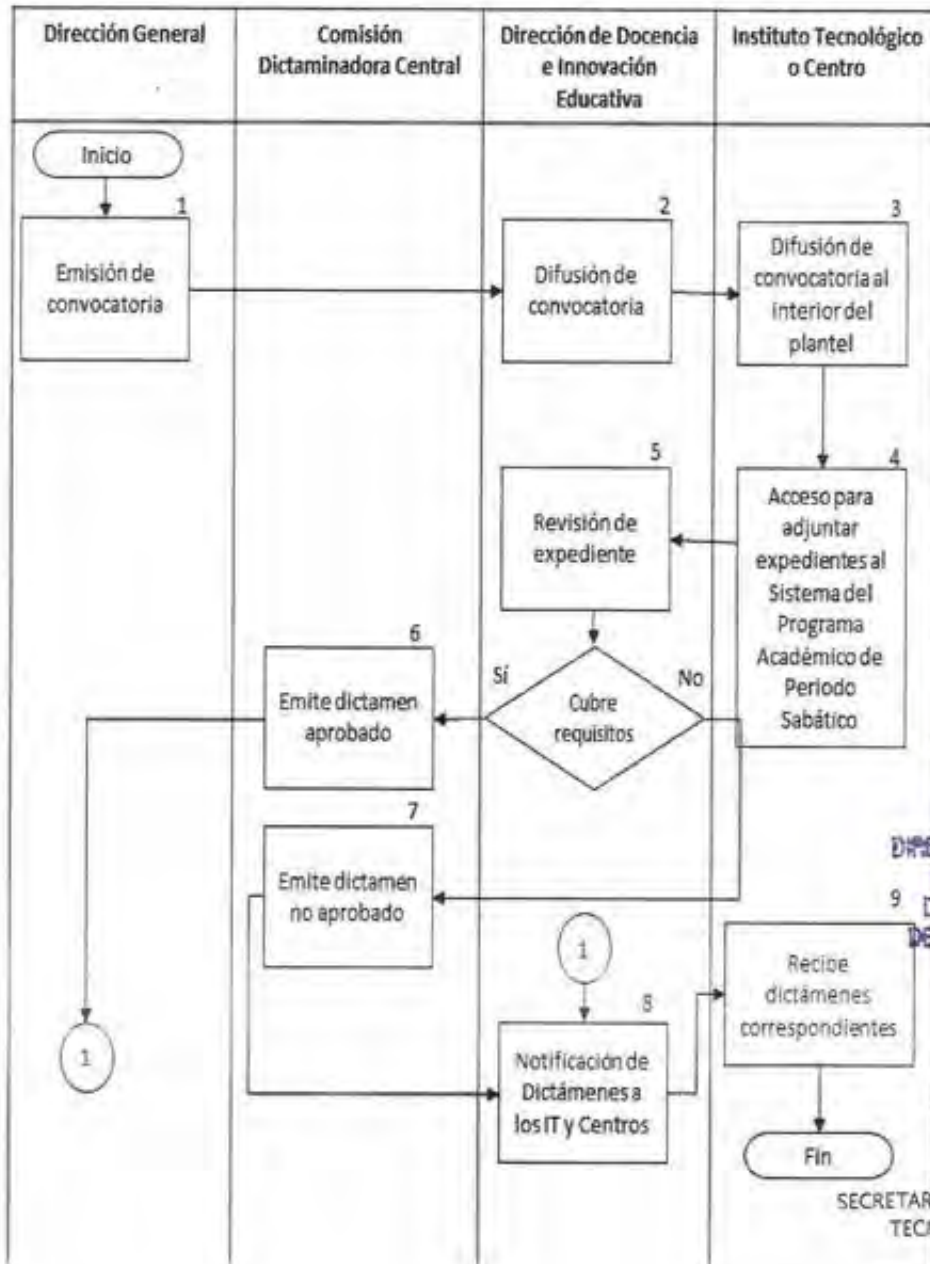 Dirección General
Comisión
Dictaminadora Central
Dirección de Docencia
e Innovación
Educativa
Instituto Tecnológico
o Centro
Inicio
1
Emisión de
convocatoria
2
Difusión de
convocatoria
3
Difusión de
convocatoria al
interior del
plantel
4
Acceso para
adjuntar
expedientes al
Sistema del
Programa
Académico de
Periodo
Sabático
5
Revisión de
expediente
Cubre
requisitos
Sí
No
6
Emite dictamen
aprobado
7
Emite dictamen
no aprobado
1
1
8
Notificación de
Dictámenes a
los IT y Centros
9
Recibe
dictámenes
correspondientes
Fin
SECRETAR